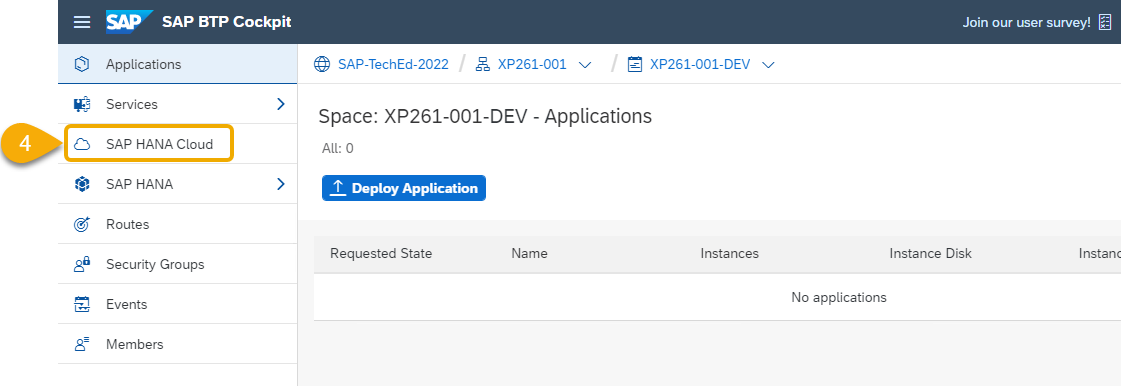 SAP SAP BTP Cockpit
Join our user survey!
Applications
SAP-TechEd-2022 / XP261-001 / XP261-001-DEV
Services
Space: XP261-001-DEV - Applications
4
SAP HANA Cloud
All: 0
SAP HANA
Deploy Application
Routes
Security Groups
Events
Members
Requested State Name Instances Instance Disk Instanc
No applications